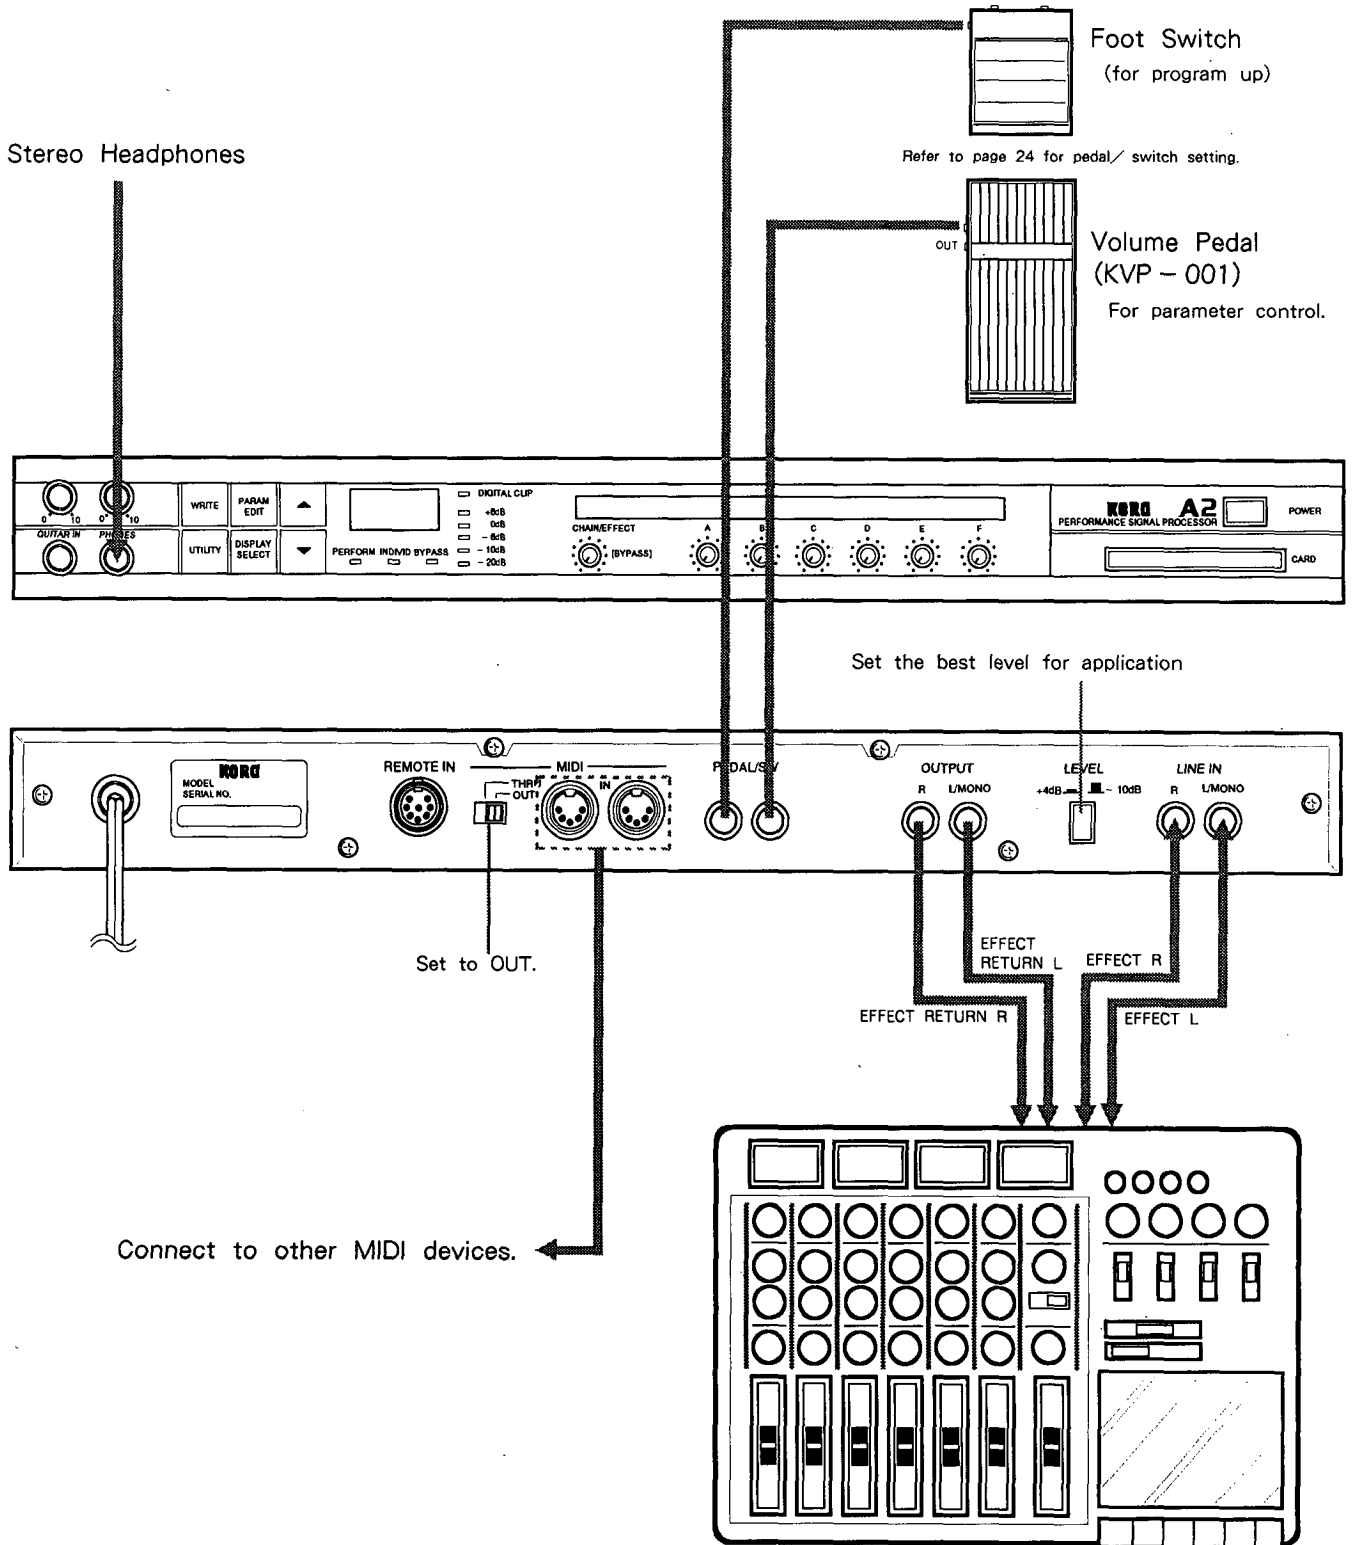 Foot Switch
(for program up)
Stereo Headphones
Refer to page 24 for pedal／ switch setting.
OUT
Volume Pedal
(KVP – 001)
For parameter control.
WRITE
PARAM
EDIT
DIGITAL CLIP
+6dB
0dB
- 6dB
- 10dB
- 20dB
0 10 0 10
GUITAR IN
PHONES
UTILITY
DISPLAY
SELECT
PERFORM INDIVID BYPASS
CHAIN/EFFECT
[BYPASS]
A B C D E F
KORG A2
PERFORMANCE SIGNAL PROCESSOR
POWER
CARD
Set the best level for application
KORG
MODEL
SERIAL NO.
REMOTE IN
MIDI
THRU
OUT
IN
PEDAL/SW
OUTPUT
R L/MONO
LEVEL
+4dB - 10dB
LINE IN
R L/MONO
Set to OUT.
EFFECT
RETURN L
EFFECT R
EFFECT RETURN R
EFFECT L
Connect to other MIDI devices.